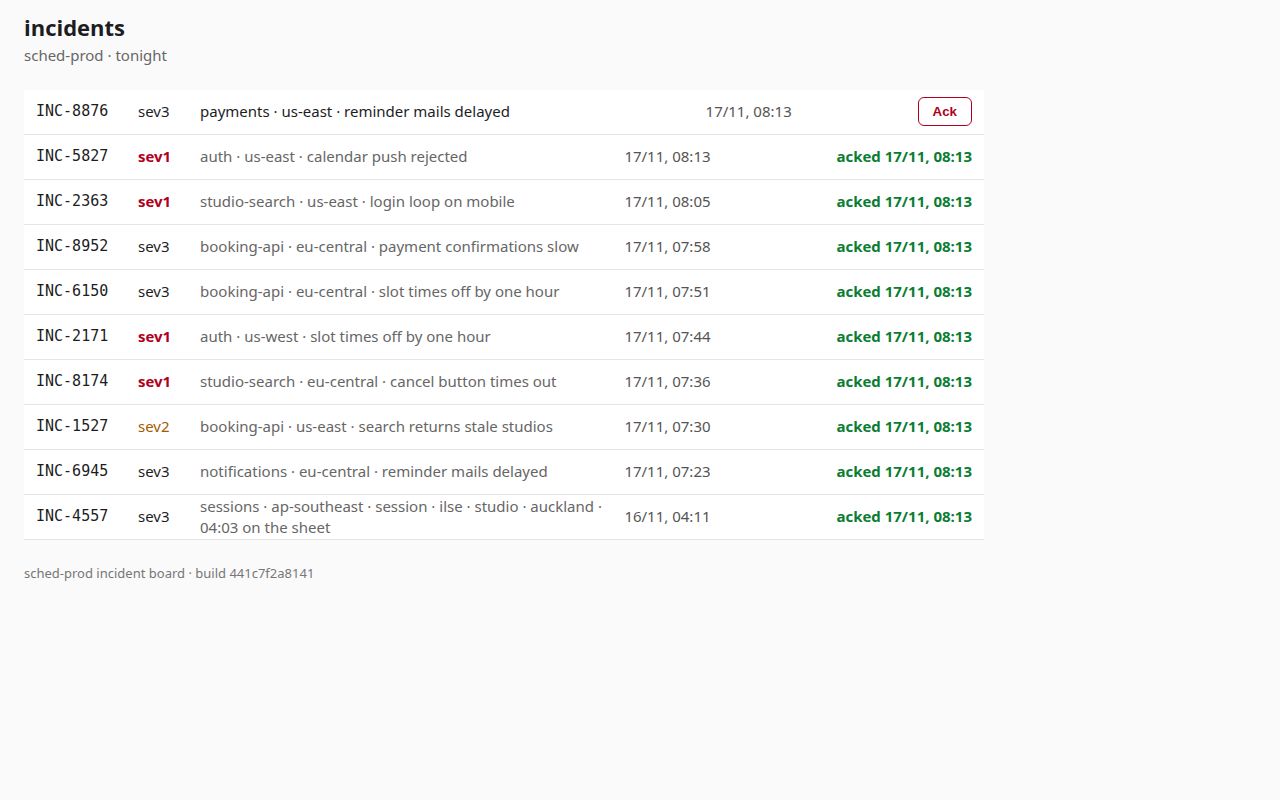 incidents
sched-prod · tonight
INC-8876 sev3 payments · us-east · reminder mails delayed 17/11, 08:13 Ack
INC-5827 sev1 auth · us-east · calendar push rejected 17/11, 08:13 acked 17/11, 08:13
INC-2363 sev1 studio-search · us-east · login loop on mobile 17/11, 08:05 acked 17/11, 08:13
INC-8952 sev3 booking-api · eu-central · payment confirmations slow 17/11, 07:58 acked 17/11, 08:13
INC-6150 sev3 booking-api · eu-central · slot times off by one hour 17/11, 07:51 acked 17/11, 08:13
INC-2171 sev1 auth · us-west · slot times off by one hour 17/11, 07:44 acked 17/11, 08:13
INC-8174 sev1 studio-search · eu-central · cancel button times out 17/11, 07:36 acked 17/11, 08:13
INC-1527 sev2 booking-api · us-east · search returns stale studios 17/11, 07:30 acked 17/11, 08:13
INC-6945 sev3 notifications · eu-central · reminder mails delayed 17/11, 07:23 acked 17/11, 08:13
INC-4557 sev3 sessions · ap-southeast · session · ilse · studio · auckland · 16/11, 04:11 acked 17/11, 08:13
04:03 on the sheet
sched-prod incident board · build 441c7f2a8141